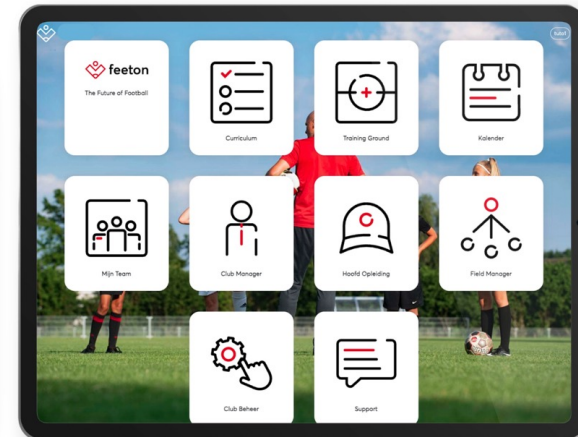 feeton
The Future of Football
Curriculum
Training Ground
Kalender
Mijn Team
Club Manager
Hoofd Opleiding
Field Manager
Club Beheer
Support